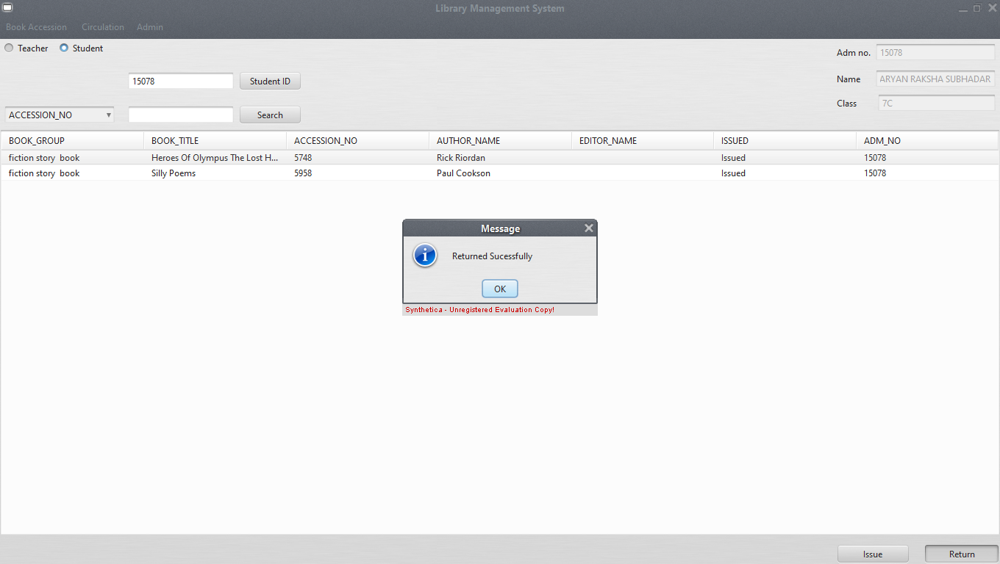 Library Management System
Book Accession Circulation Admin
Teacher Student
Adm no. 15078
15078 Student ID
Name ARYAN RAKSHA SUBHADAR
Class 7C
ACCESSION_NO Search
BOOK_GROUP BOOK_TITLE ACCESSION_NO AUTHOR_NAME EDITOR_NAME ISSUED ADM_NO
fiction story book Heroes Of Olympus The Lost H... 5748 Rick Riordan Issued 15078
fiction story book Silly Poems 5958 Paul Cookson Issued 15078
Message
Returned Sucessfully
OK
Synthetica - Unregistered Evaluation Copy!
Issue Return